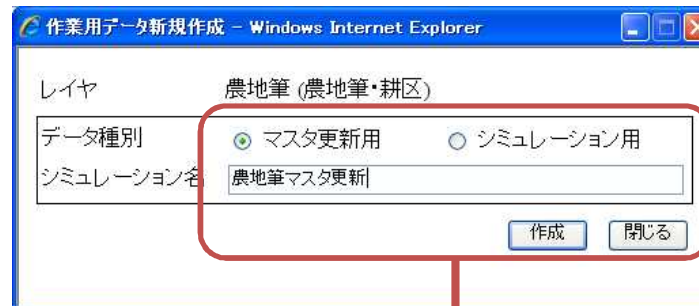 作業用データ新規作成 - Windows Internet Explorer
レイヤ 農地筆 (農地筆・耕区)
データ種別 マスタ更新用 シミュレーション用
シミュレーション名 農地筆マスタ更新
作成 閉じる